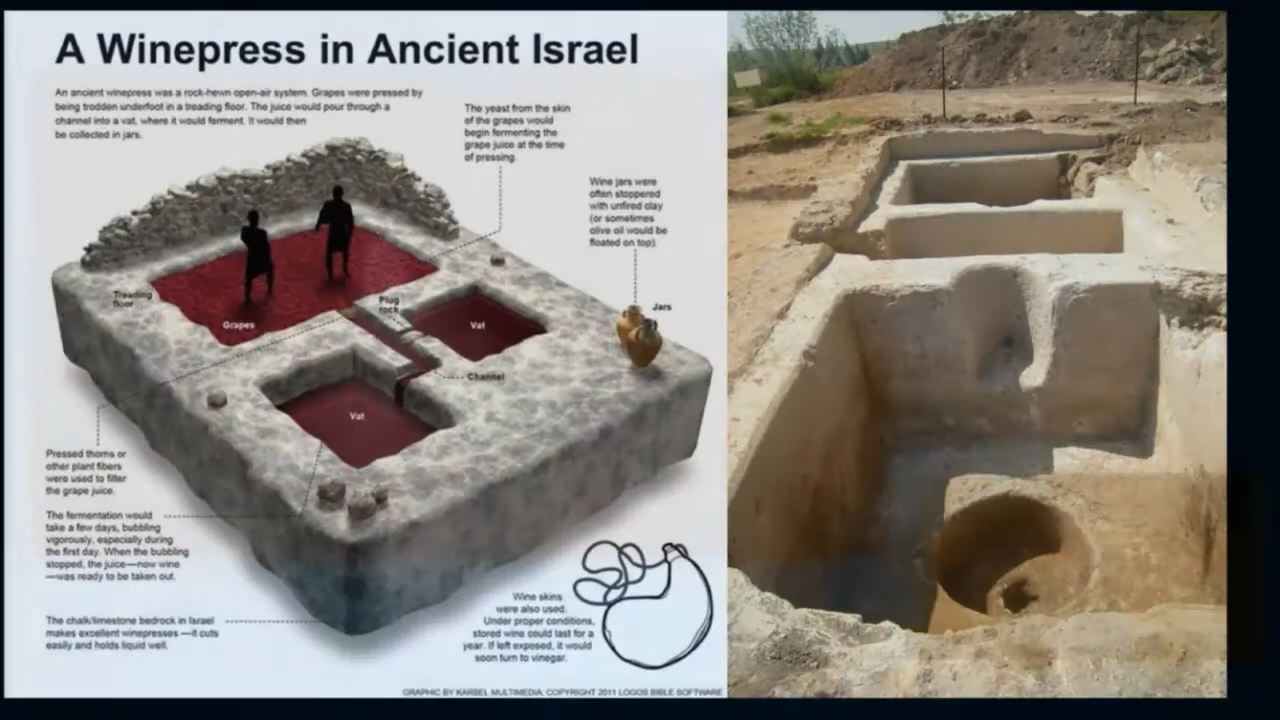 A Winepress in Ancient Israel
An ancient winepress was a rock-hewn open-air system. Grapes were pressed by
being trodden underfoot in a treading floor. The juice would pour through a
channel into a vat, where it would ferment. It would then
be collected in jars.
The yeast from the skin
of the grapes would
begin fermenting the
grape juice at the time
of pressing.
Wine jars were
often stoppered
with unfired clay
(or sometimes
olive oil would be
floated on top).
Treading
floor
Grapes
Plug
rock
Vat
Jars
Channel
Vat
Pressed thorns or
other plant fibers
were used to filter
the grape juice.
The fermentation would
take a few days, bubbling
vigorously, especially during
the first day. When the bubbling
stopped, the juice—now wine
—was ready to be taken out.
The chalk/limestone bedrock in Israel
makes excellent winepresses —it cuts
easily and holds liquid well.
Wine skins
were also used.
Under proper conditions,
stored wine could last for a
year. If left exposed, it would
soon turn to vinegar.
GRAPHIC BY KARBEL MULTIMEDIA, COPYRIGHT 2011 LOGOS BIBLE SOFTWARE